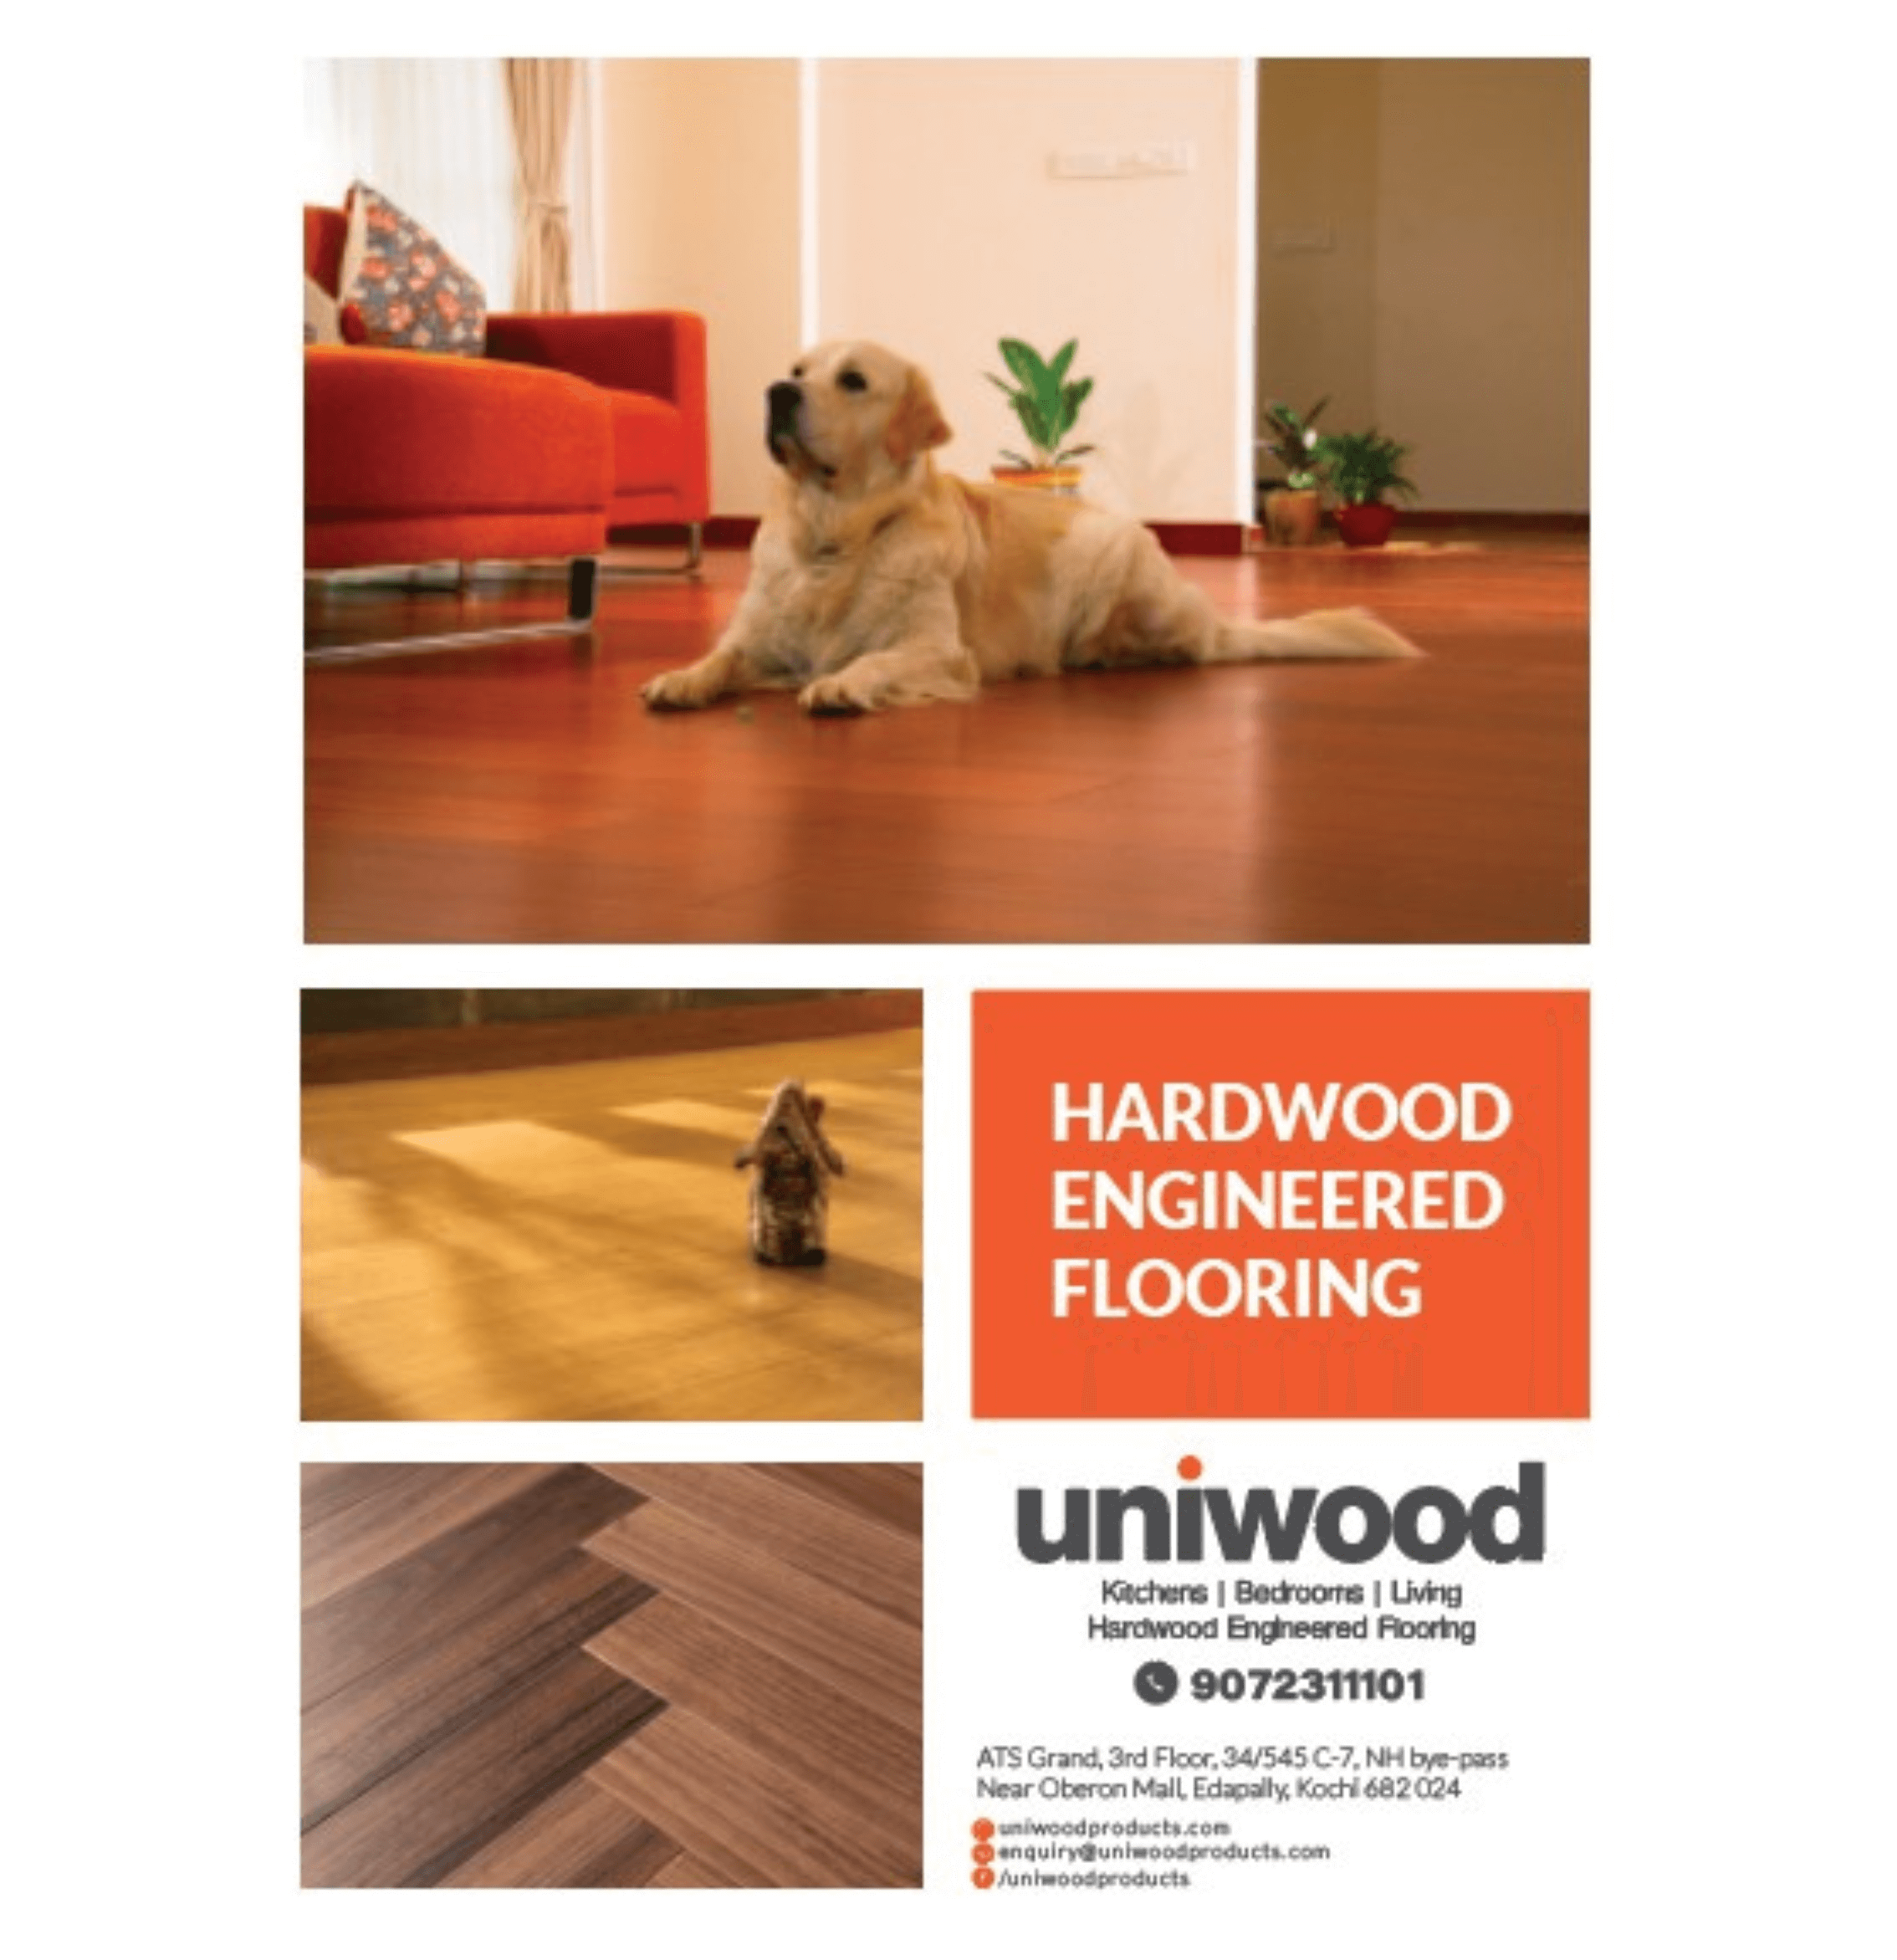 HARDWOOD
ENGINEERED
FLOORING
uniwood
Kitchens | Bedrooms | Living
Hardwood Engineered Flooring
9072311101
ATS Grand, 3rd Floor, 34/545 C-7, NH bye-pass
Near Oberon Mall, Edapally, Kochi 682 024
uniwoodproducts.com
enquiry@uniwoodproducts.com
/uniwoodproducts